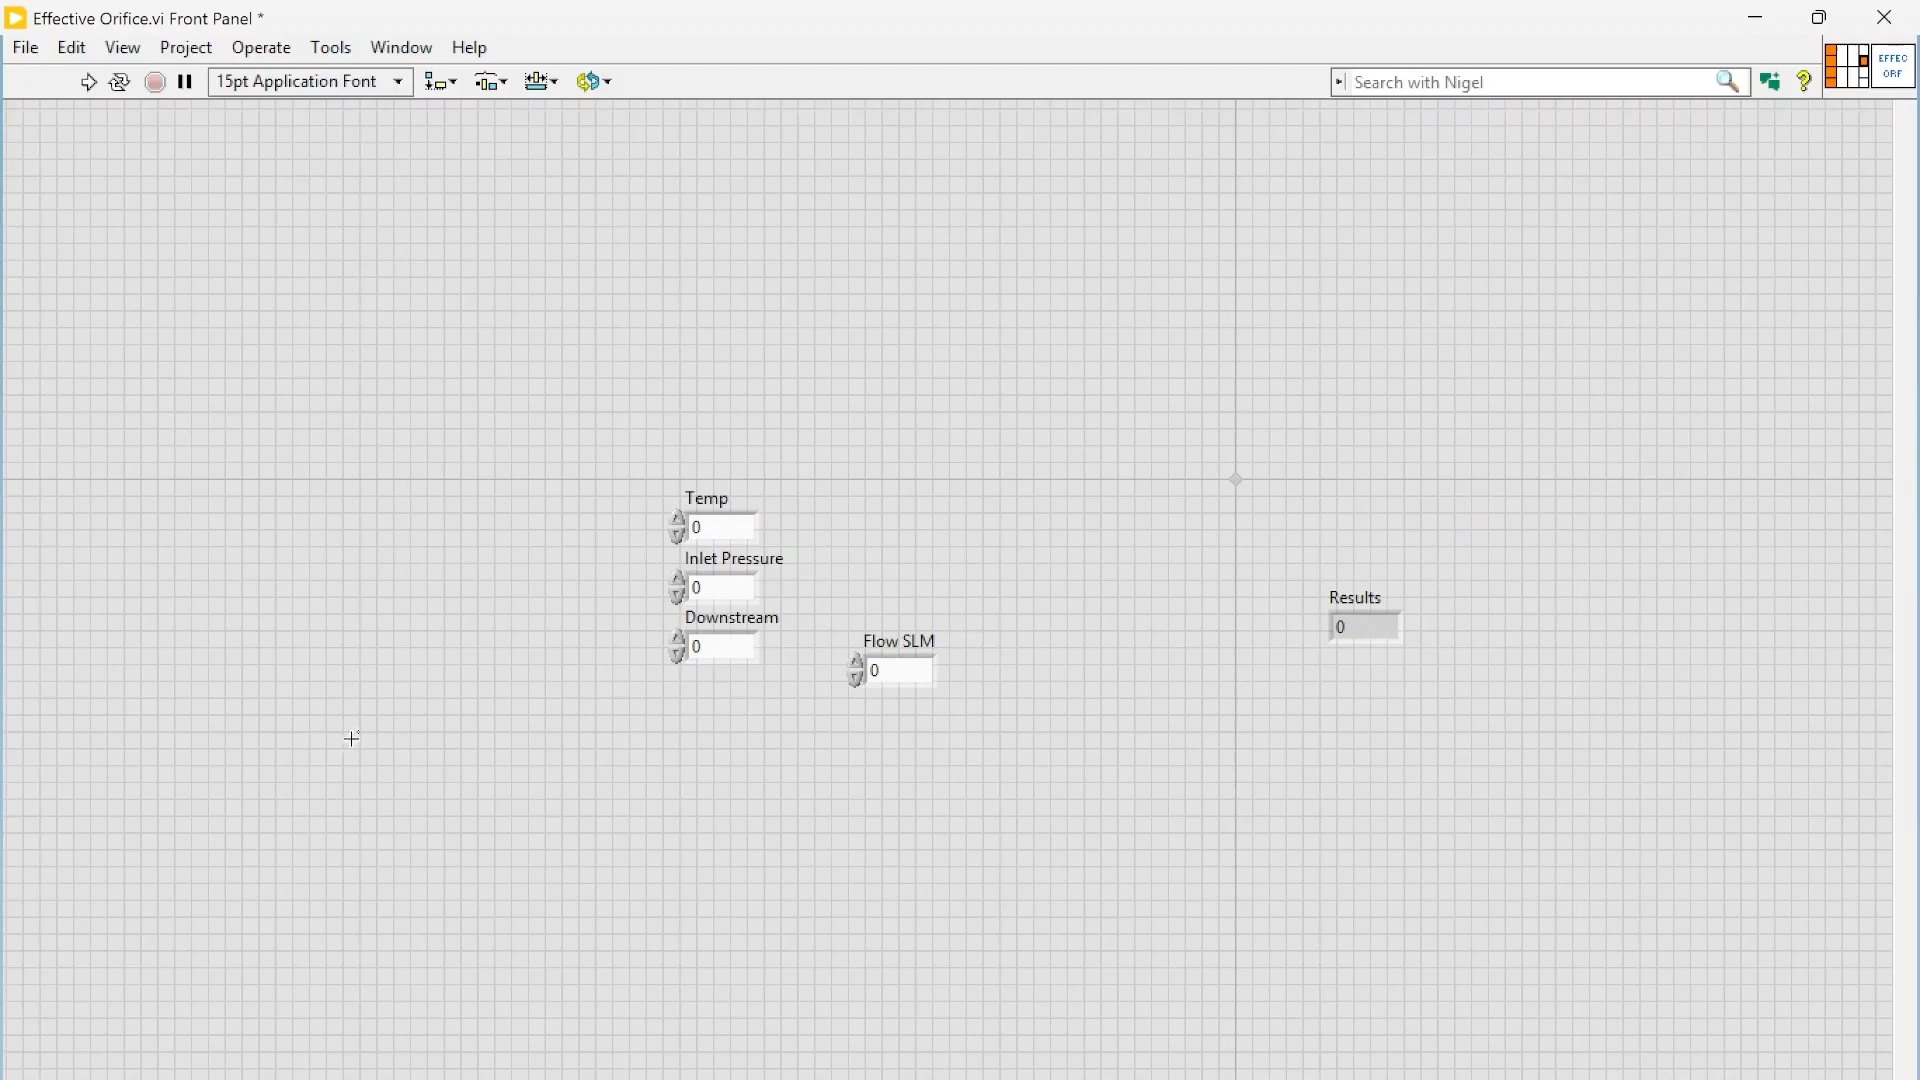 Effective Orifice.vi Front Panel *
File Edit View Project Operate Tools Window Help
15pt Application Font
Search with Nigel
EFFEC
ORF
Temp
0
Inlet Pressure
0
Downstream
0
Flow SLM
0
Results
0